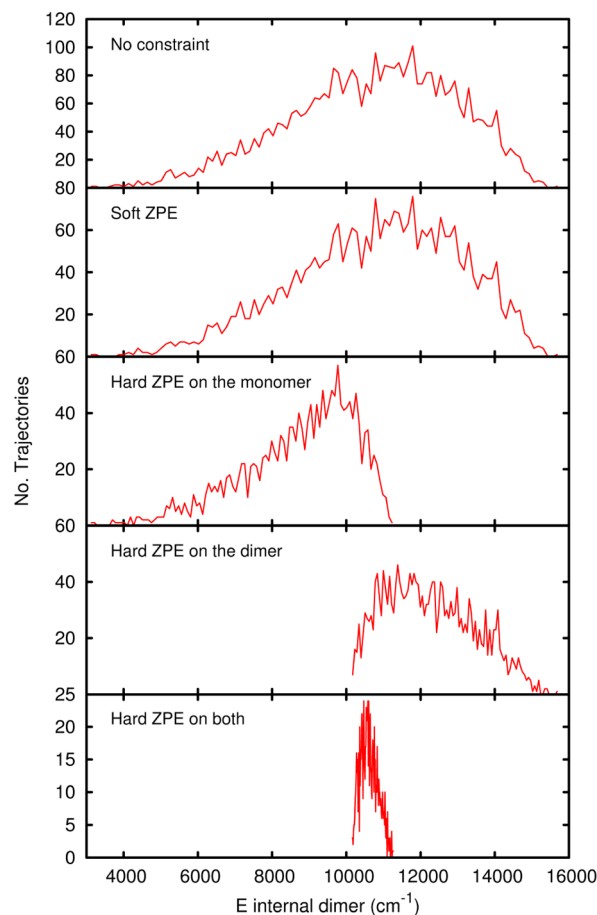 120
100
80
60
40
20
80
No constraint
60
40
20
60
Soft ZPE
40
20
60
Hard ZPE on the monomer
40
20
25
Hard ZPE on the dimer
20
15
10
5
0
Hard ZPE on both
4000 6000 8000 10000 12000 14000 16000
E internal dimer (cm-1)
No. Trajectories